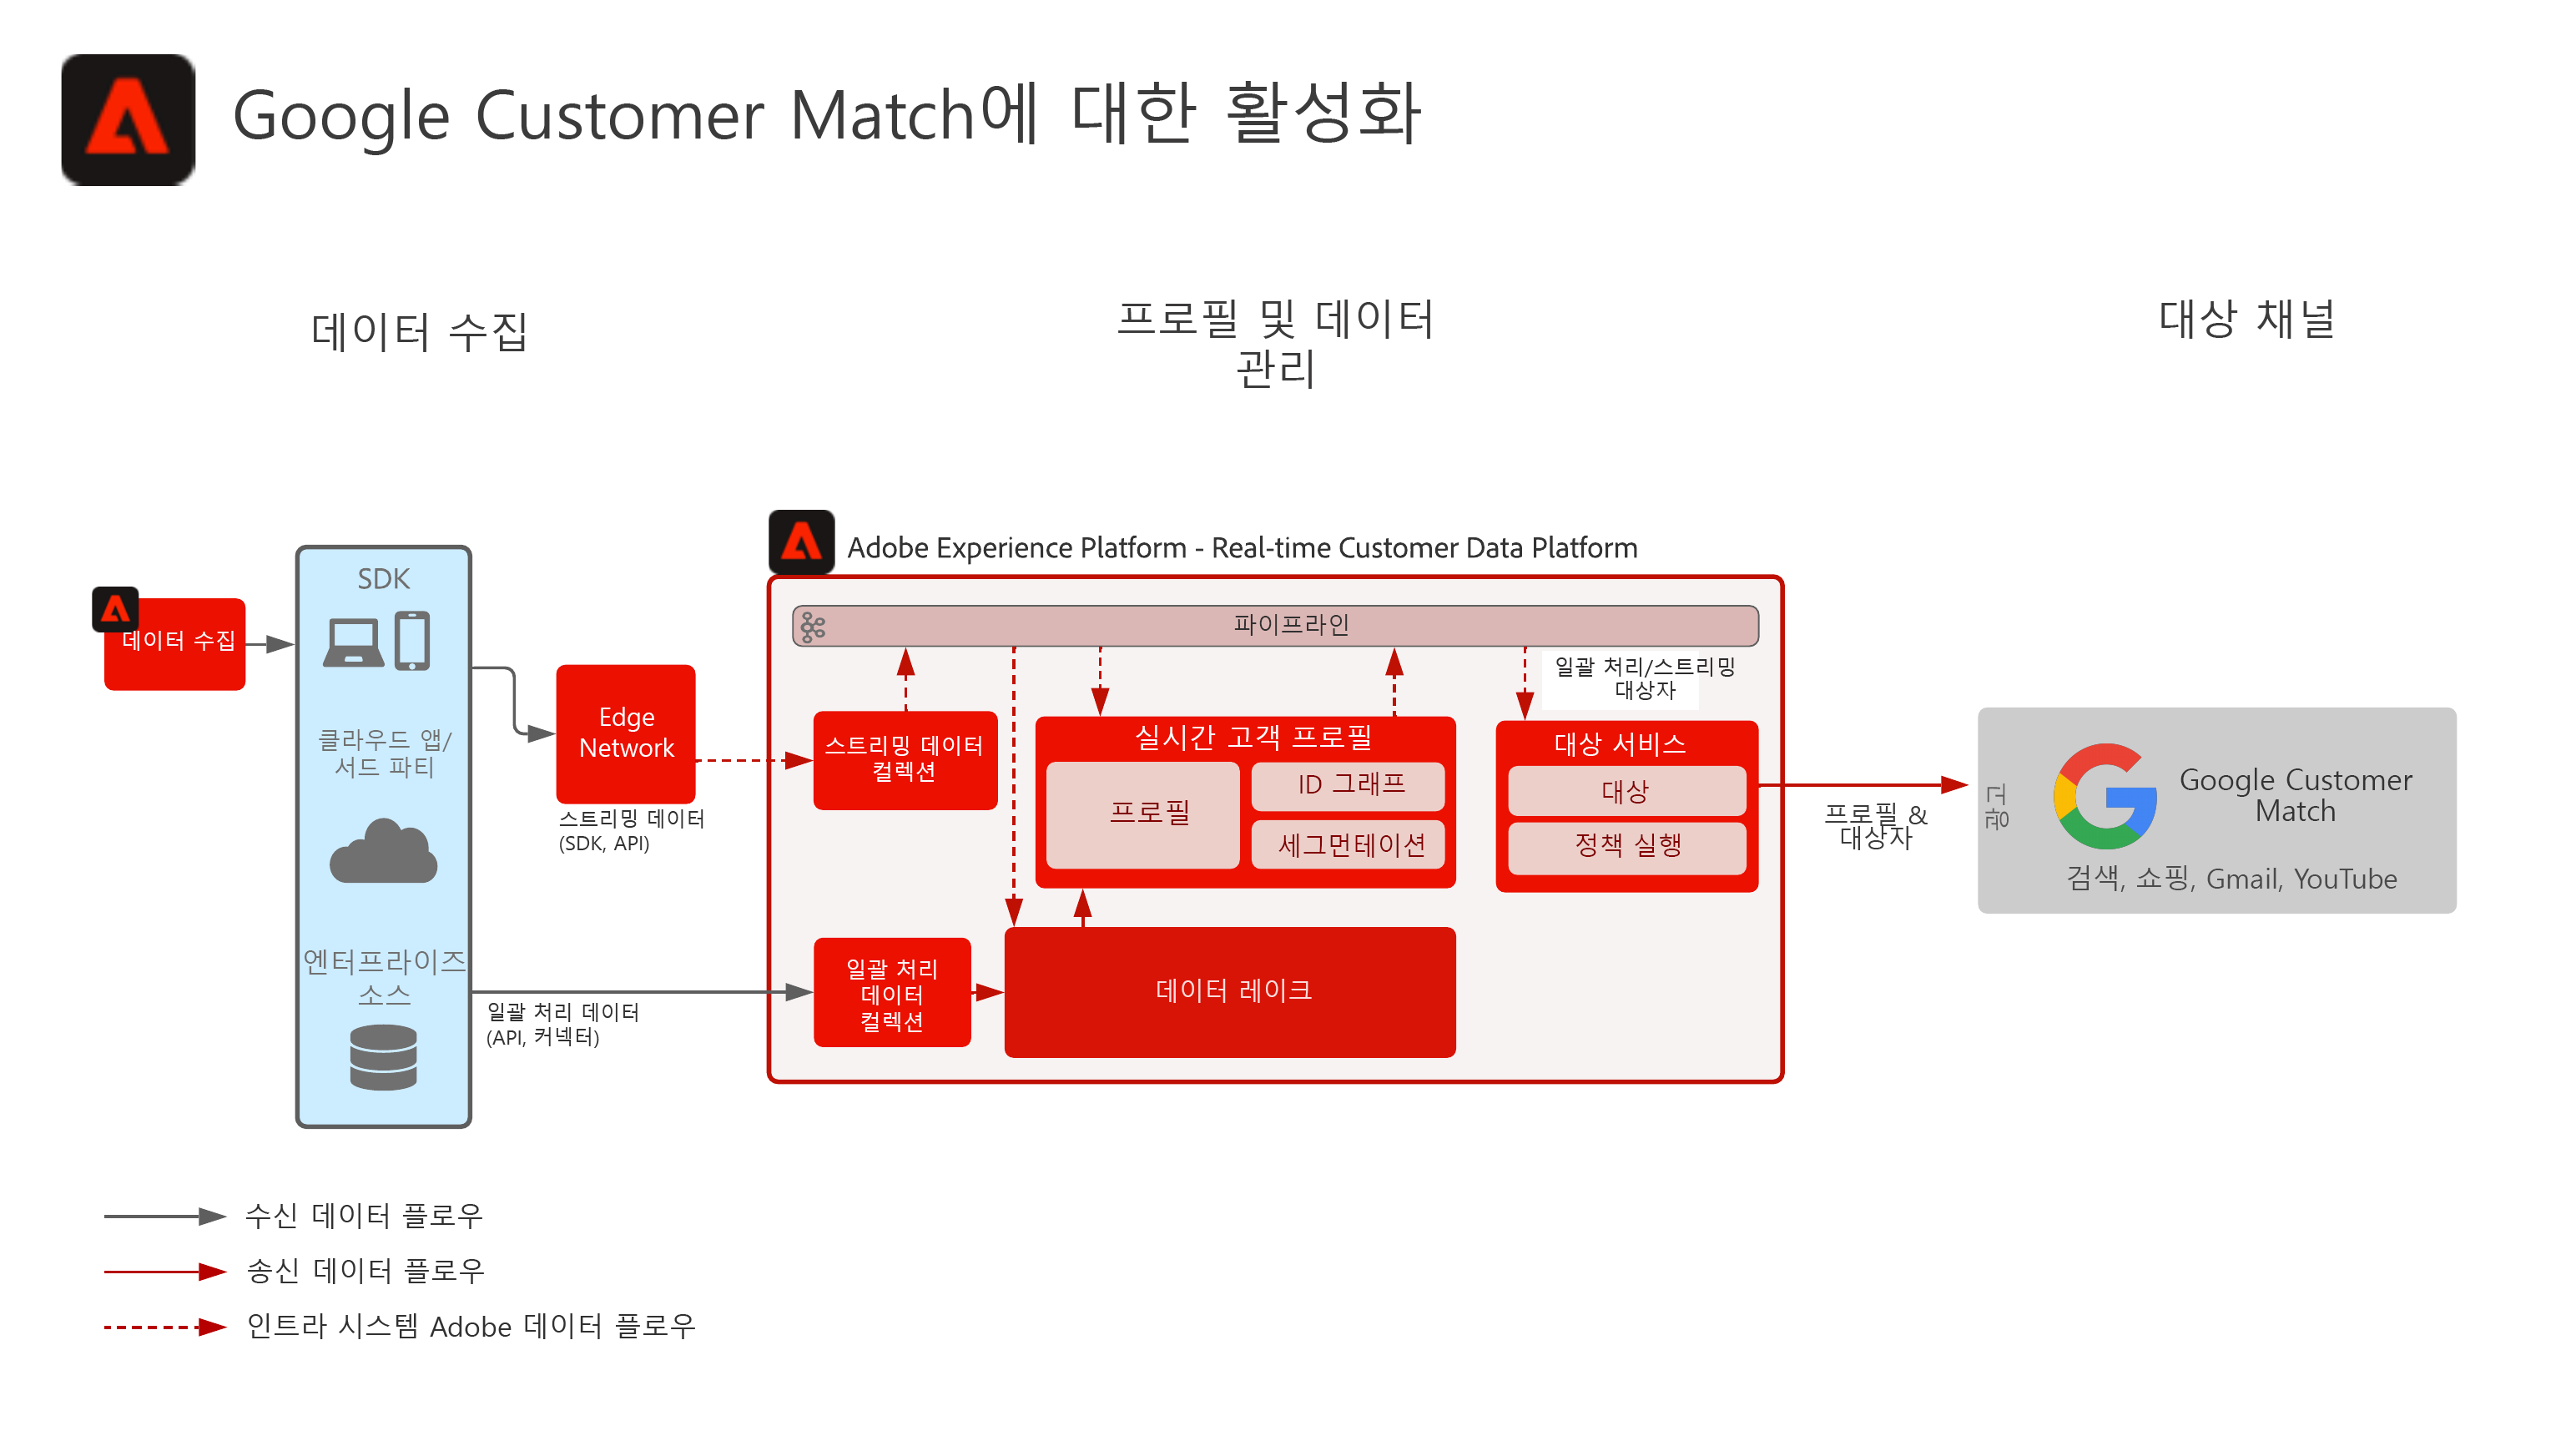 Google Customer Match에 대한 활성화
데이터 수집
프로필 및 데이터
관리
대상 채널
Adobe Experience Platform - Real-time Customer Data Platform
데이터 수집
SDK
클라우드 앱/
서드 파티
엔터프라이즈
소스
Edge
Network
스트리밍 데이터
(SDK, API)
일괄 처리 데이터
(API, 커넥터)
파이프라인
스트리밍 데이터
컬렉션
실시간 고객 프로필
프로필
ID 그래프
세그먼테이션
일괄 처리/스트리밍
대상자
대상 서비스
대상
정책 실행
일괄 처리
데이터
컬렉션
데이터 레이크
프로필 &
대상자
광고
Google Customer
Match
검색, 쇼핑, Gmail, YouTube
수신 데이터 플로우
송신 데이터 플로우
인트라 시스템 Adobe 데이터 플로우